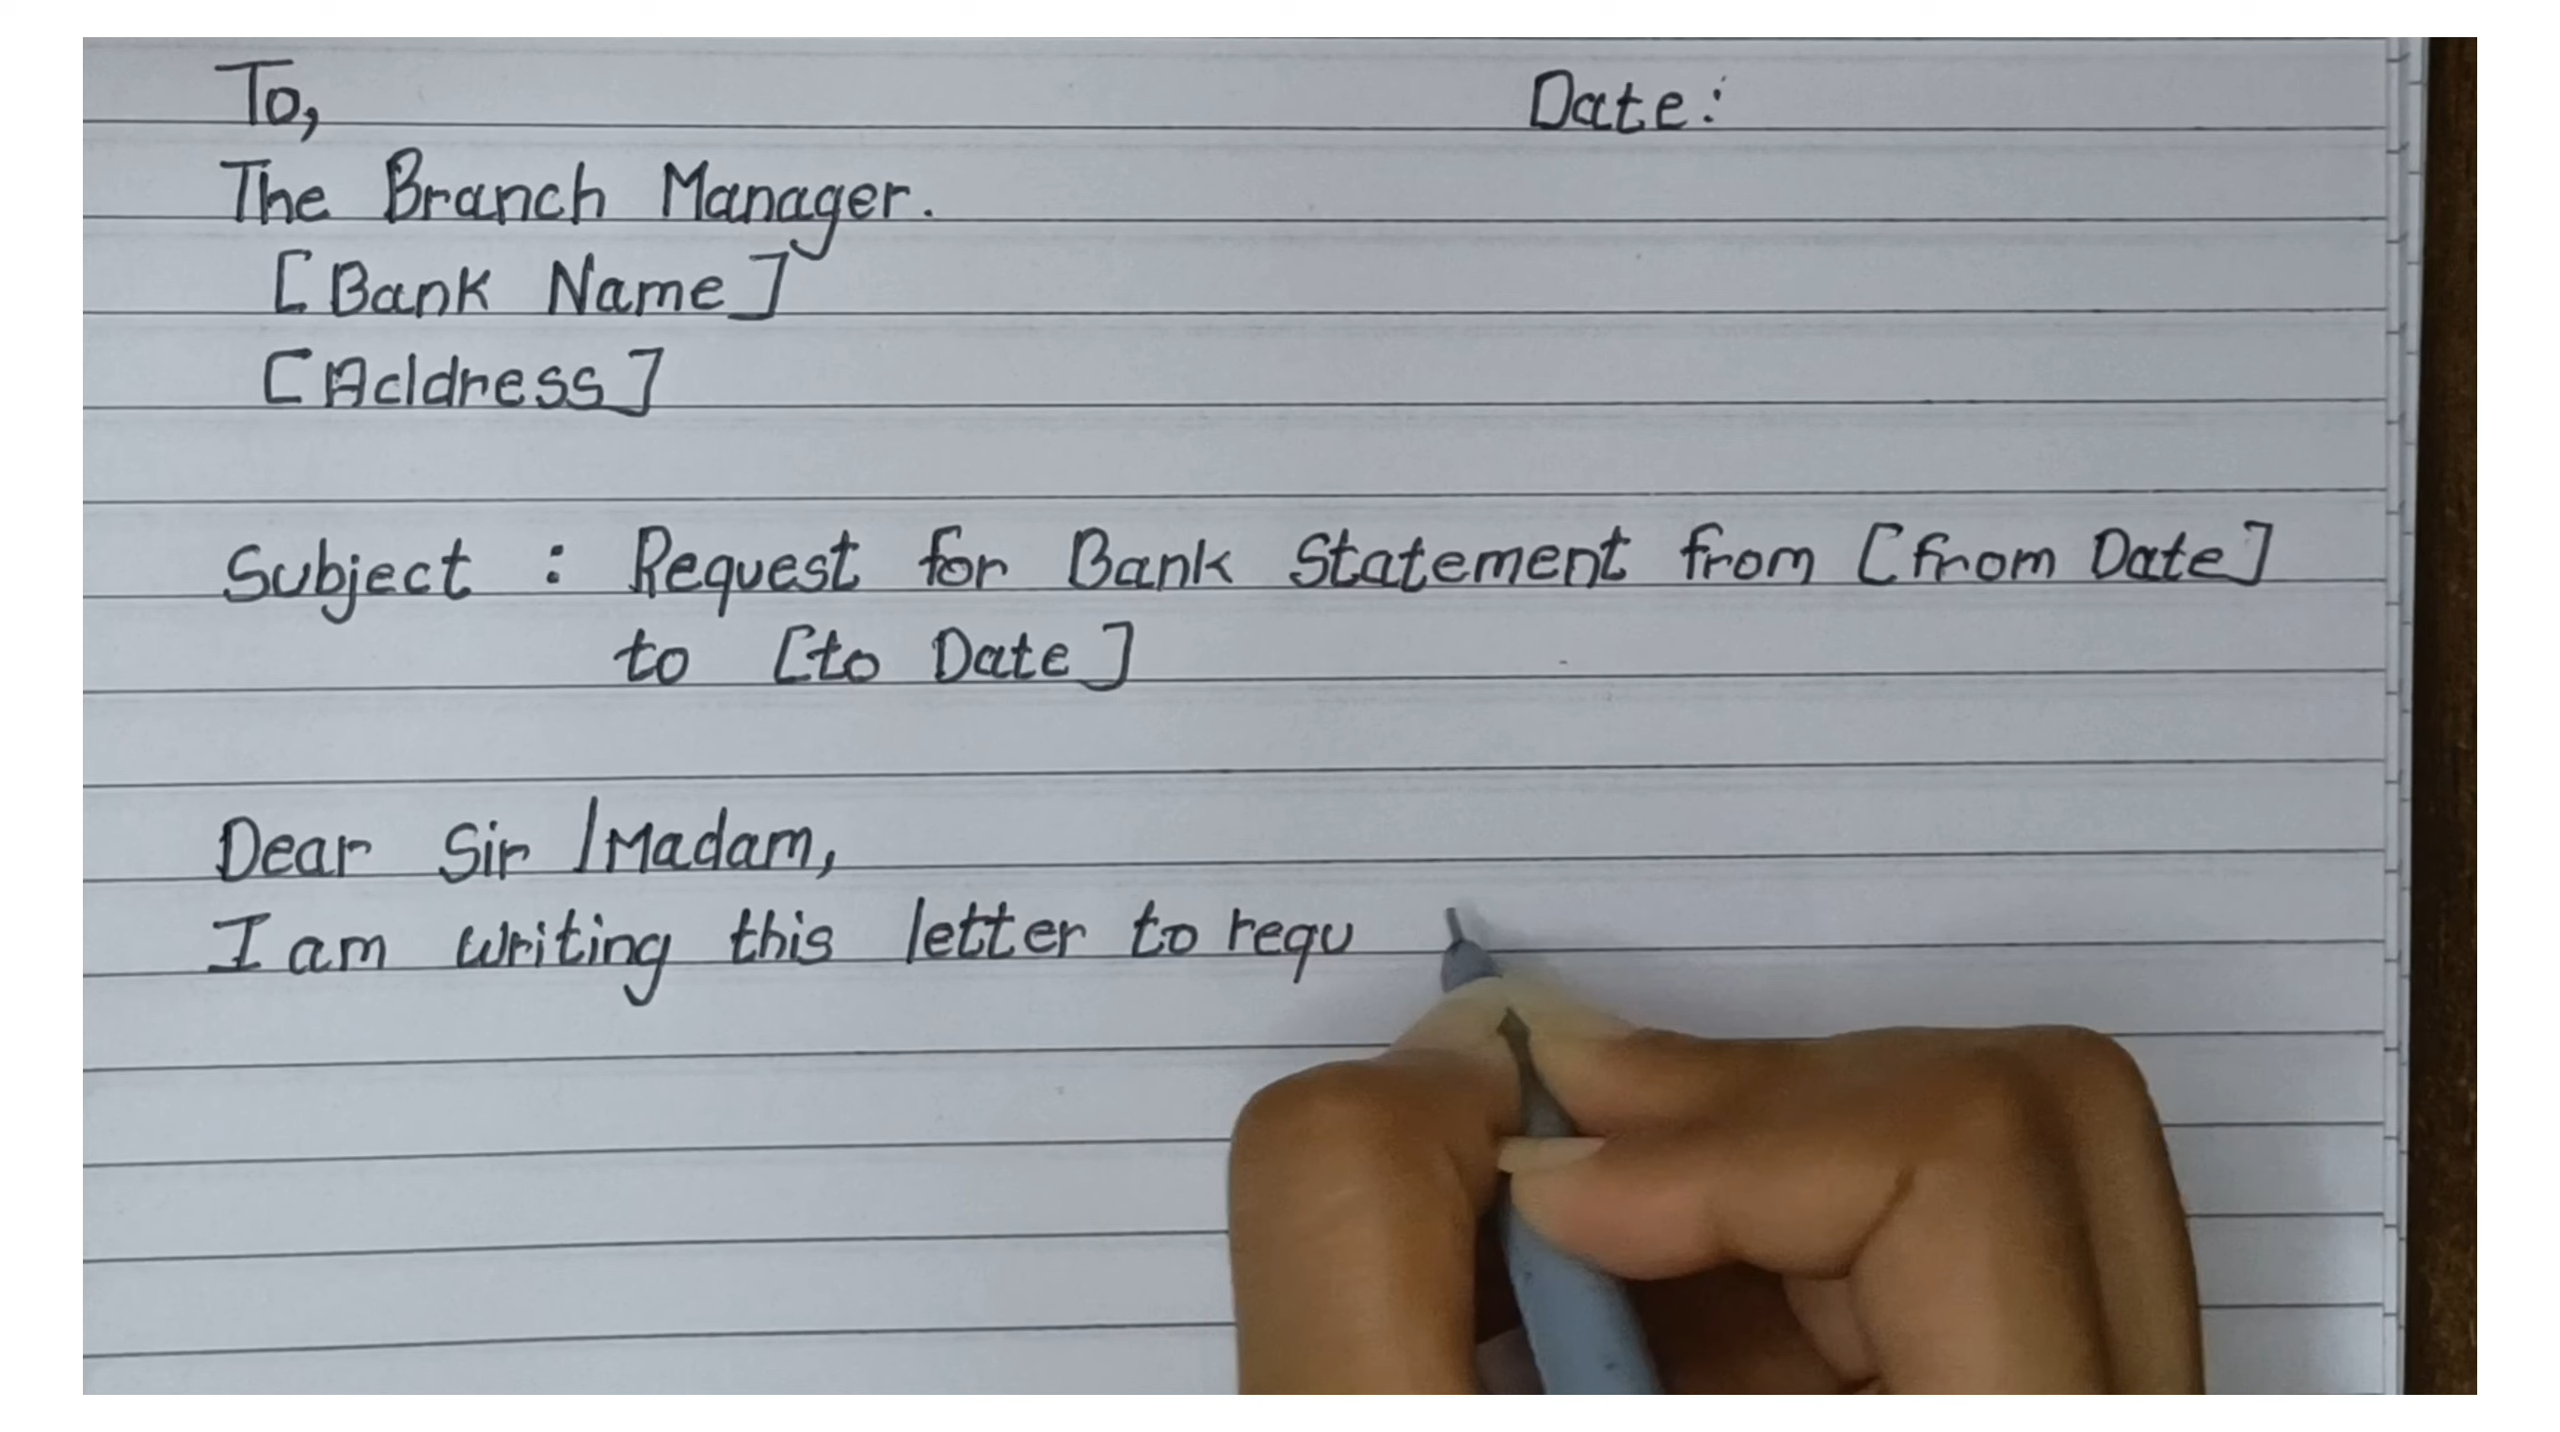 To,
Date:
The Branch Manager.
[Bank Name]
[Address]
Subject : Request for Bank Statement from [from Date]
to [to Date]
Dear Sir/Madam,
I am writing this letter to requ